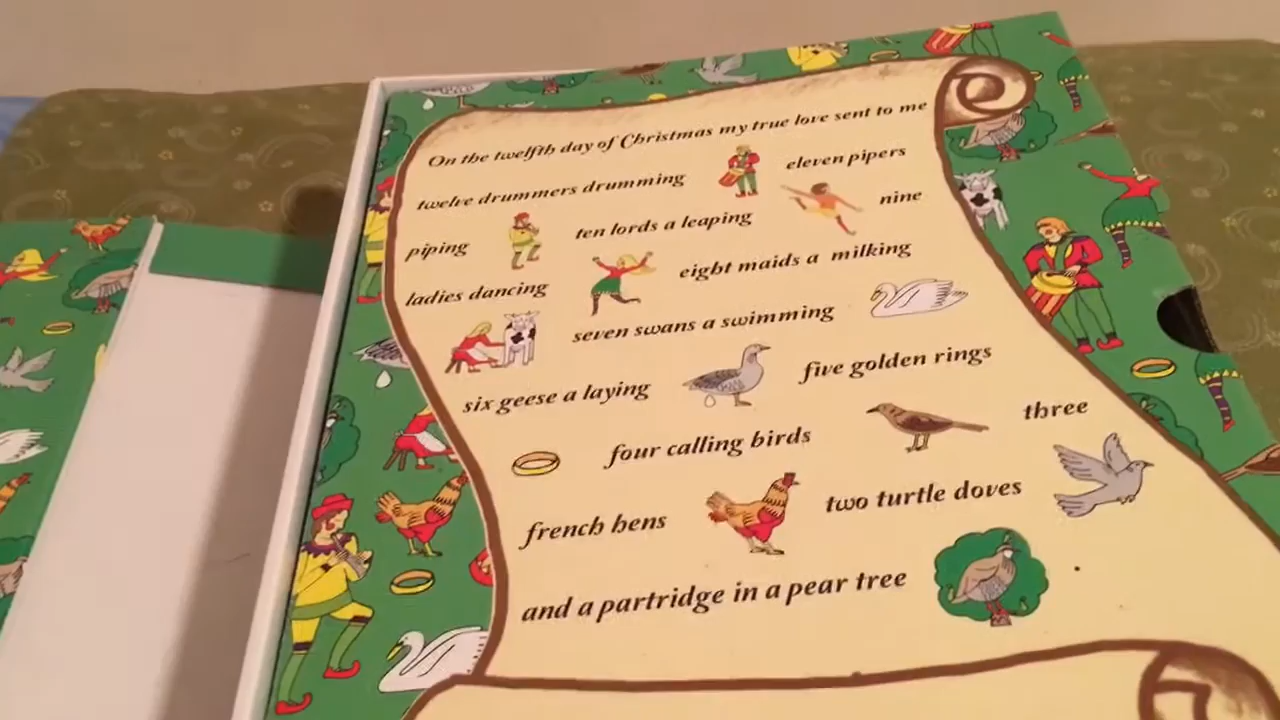 On the twelfth day of Christmas my true love sent to me
twelve drummers drumming eleven pipers
piping ten lords a leaping nine
ladies dancing eight maids a milking
seven swans a swimming
six geese a laying five golden rings
four calling birds three
french hens two turtle doves
and a partridge in a pear tree